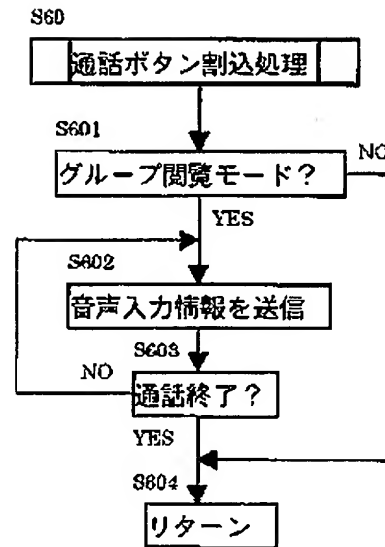 S60
通話ボタン割込処理
S601
グループ閲覧モード?
NO
YES
S602
音声入力情報を送信
S603
NO
通話終了?
YES
S604
リターン